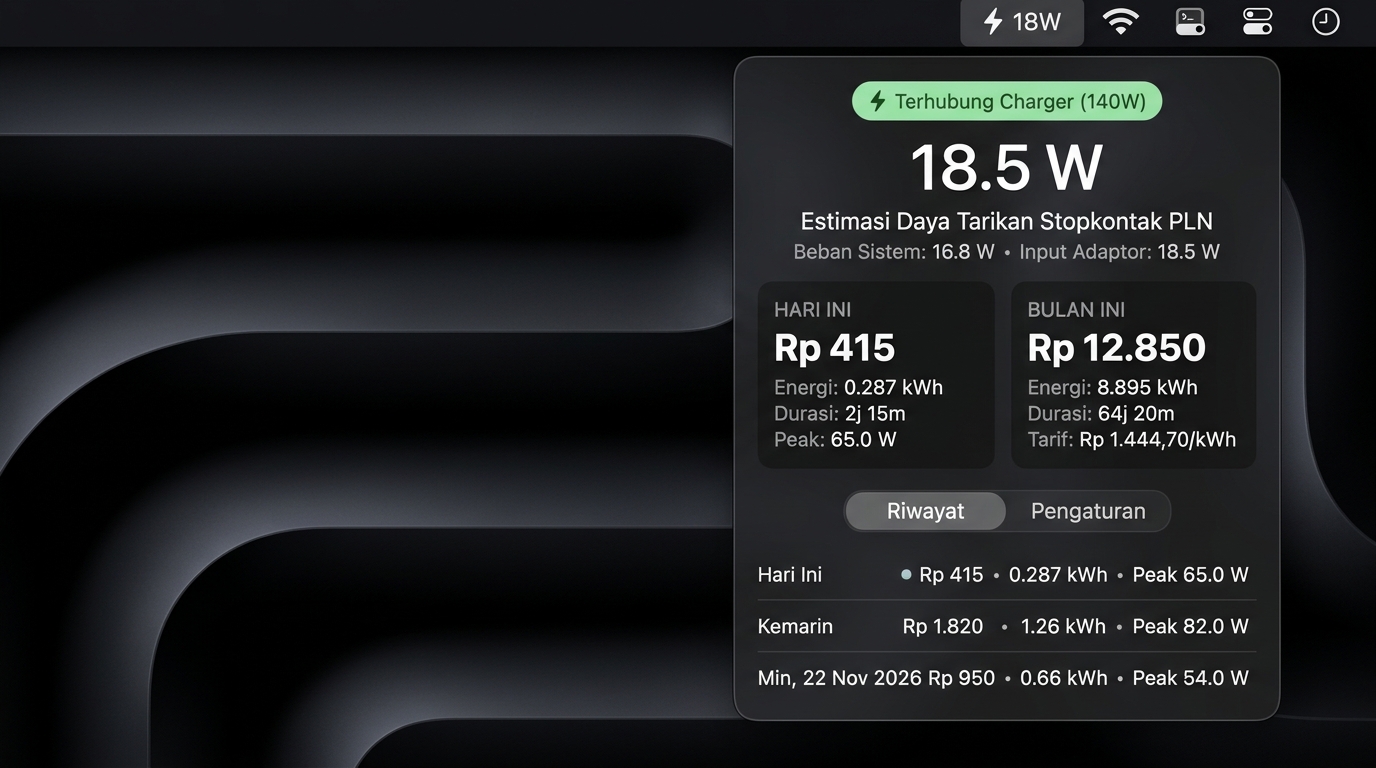 18W
Terhubung Charger (140W)
18.5 W
Estimasi Daya Tarikan Stopkontak PLN
Beban Sistem: 16.8 W • Input Adaptor: 18.5 W
HARI INI
Rp 415
Energi: 0.287 kWh
Durasi: 2j 15m
Peak: 65.0 W
BULAN INI
Rp 12.850
Energi: 8.895 kWh
Durasi: 64j 20m
Tarif: Rp 1.444,70/kWh
Riwayat Pengaturan
Hari Ini • Rp 415 • 0.287 kWh • Peak 65.0 W
Kemarin Rp 1.820 • 1.26 kWh • Peak 82.0 W
Min, 22 Nov 2026 Rp 950 • 0.66 kWh • Peak 54.0 W